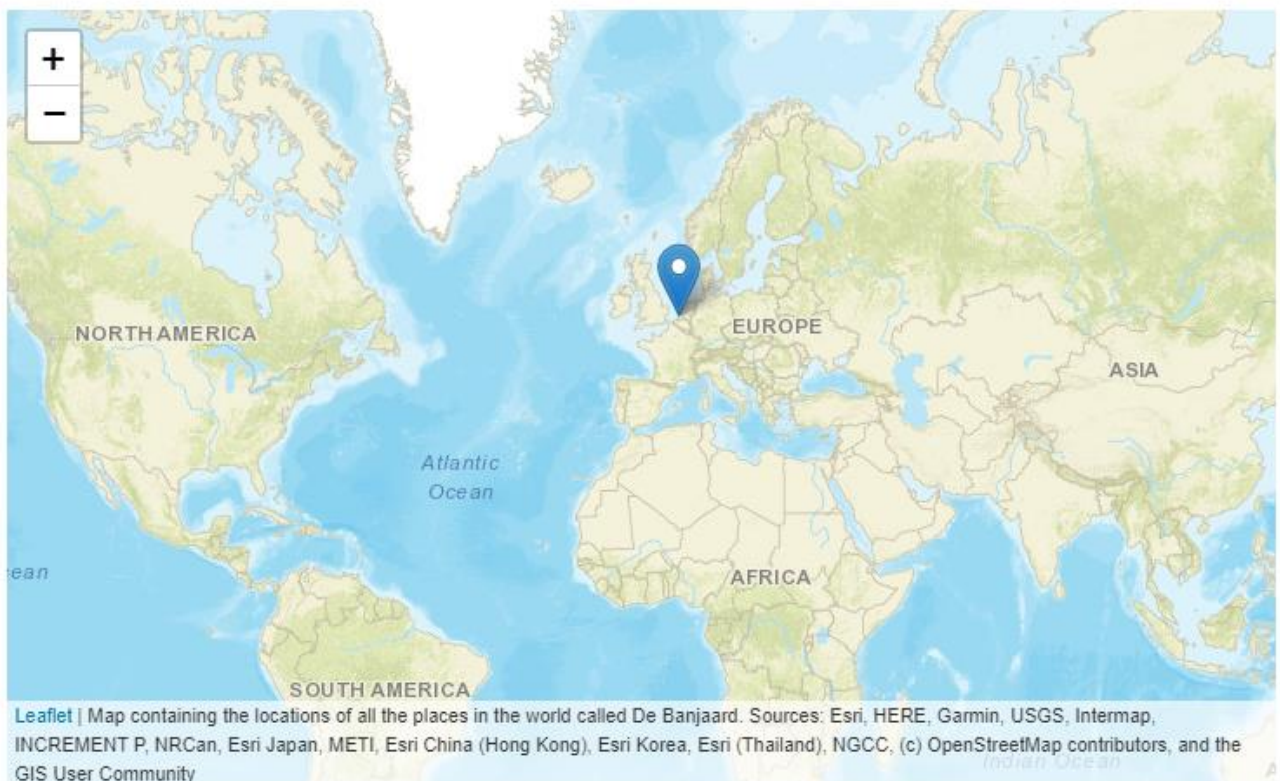 +
−
NORTH AMERICA
EUROPE
ASIA
Atlantic
Ocean
ean
AFRICA
SOUTH AMERICA
Leaflet | Map containing the locations of all the places in the world called De Banjaard. Sources: Esri, HERE, Garmin, USGS, Intermap,
INCREMENT P, NRCan, Esri Japan, METI, Esri China (Hong Kong), Esri Korea, Esri (Thailand), NGCC, (c) OpenStreetMap contributors, and the
Indian Ocean
GIS User Community